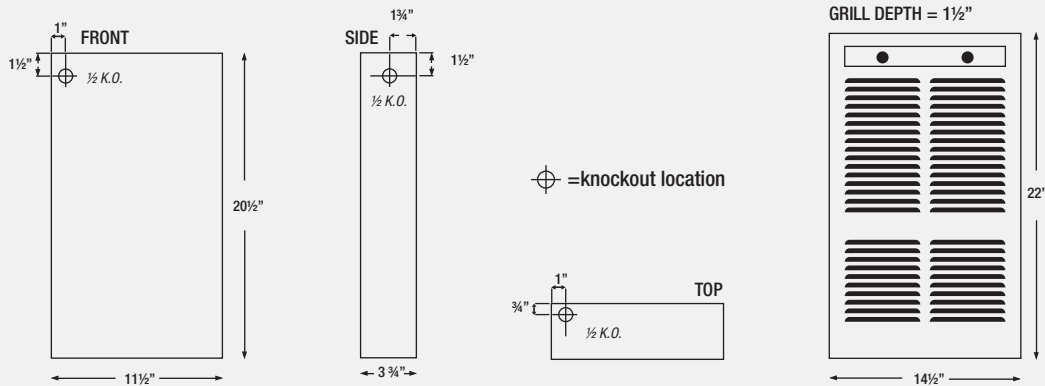 FRONT
1”
1½”
½ K.O.
20½”
11½”
SIDE
1¾”
1½”
½ K.O.
3 ¾”
=knockout location
TOP
1”
¾”
½ K.O.
GRILL DEPTH = 1½”
22”
14½”